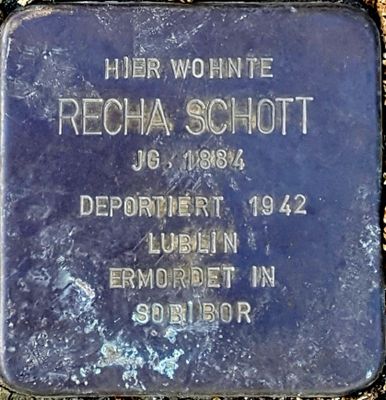 HIER WOHNTE
RECHA SCHOTT
JG. 1884
DEPORTIERT 1942
LUBLIN
ERMORDET IN
SOBIBOR